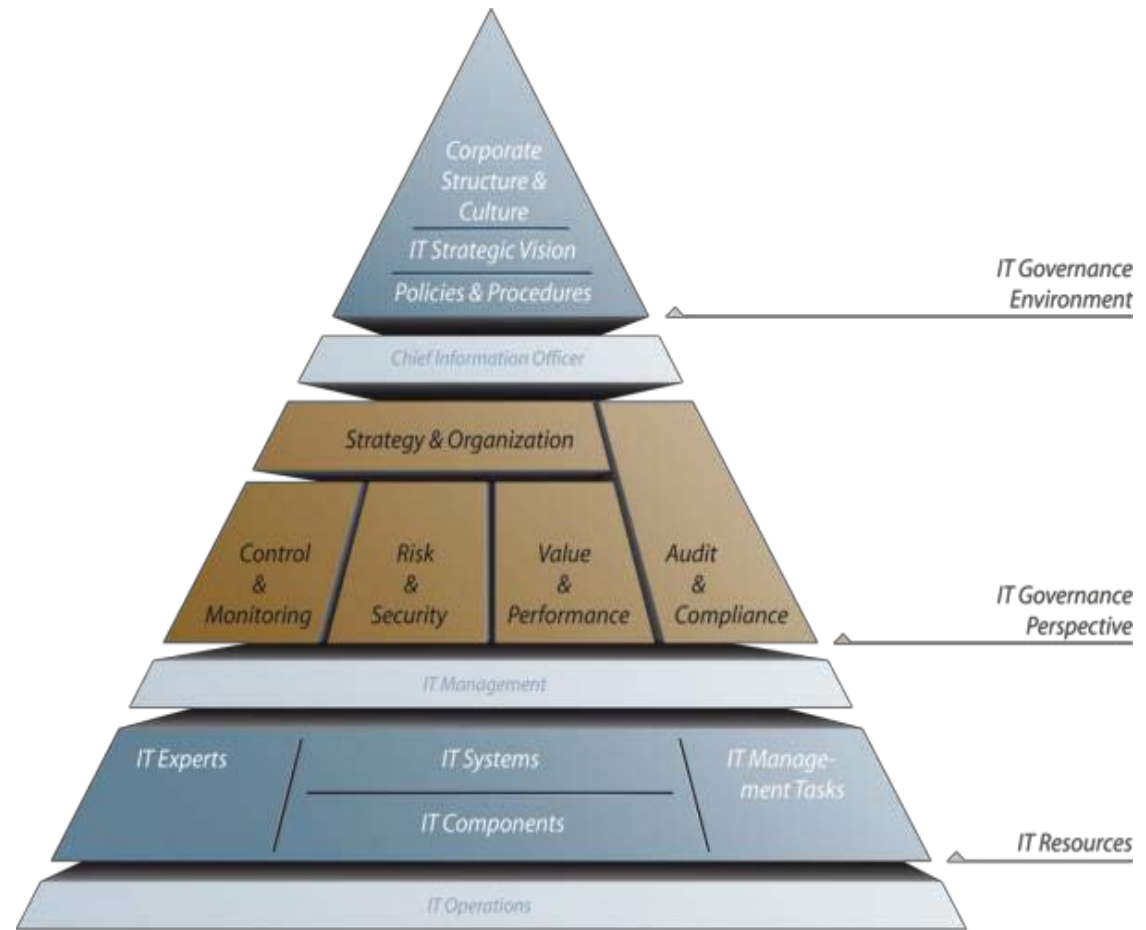 Corporate
Structure &
Culture
IT Strategic Vision
Policies & Procedures
IT Governance
Environment
Chief Information Officer
Strategy & Organization
Control
&
Monitoring
Risk
&
Security
Value
&
Performance
Audit
&
Compliance
IT Governance
Perspective
IT Management
IT Experts
IT Systems
IT Components
IT Manage-
ment Tasks
IT Resources
IT Operations